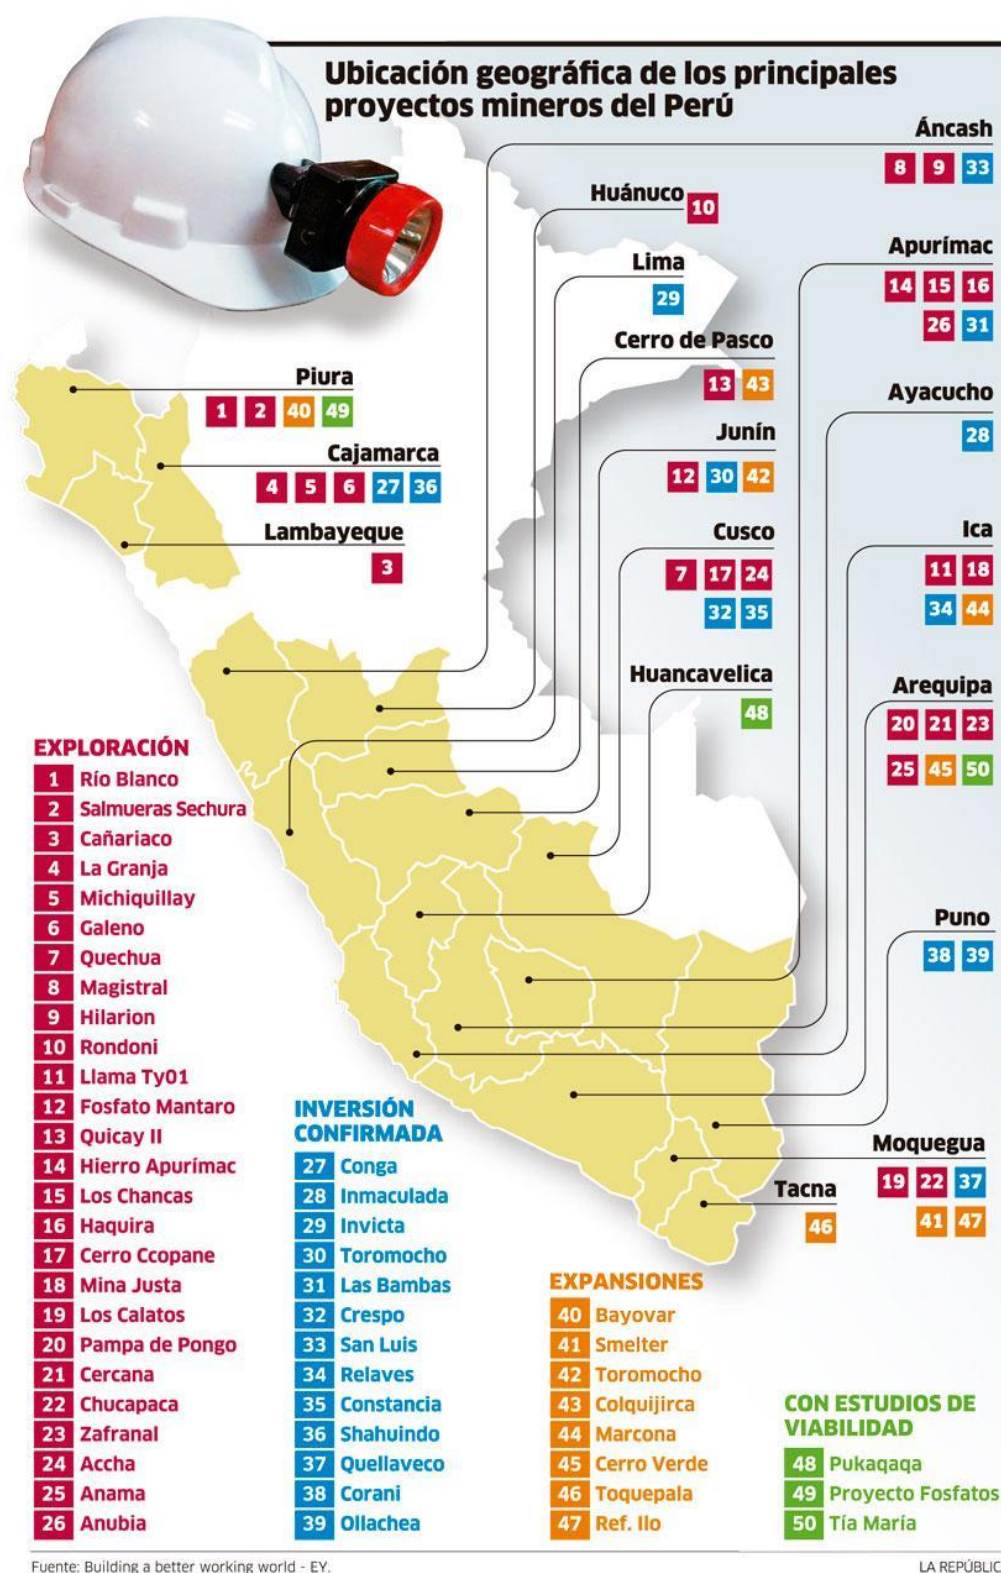 Ubicación geográfica de los principales
proyectos mineros del Perú
Áncash
8 9 33
Huánuco 10
Lima
29
Apurímac
14 15 16
26 31
Cerro de Pasco
13 43
Piura
1 2 40 49
Ayacucho
28
Junín
12 30 42
Cajamarca
4 5 6 27 36
Lambayeque
3
Cusco
7 17 24
32 35
Ica
11 18
34 44
Huancavelica
48
Arequipa
20 21 23
25 45 50
Puno
38 39
Moquegua
19 22 37
41 47
Tacna
46
EXPLORACIÓN
1 Río Blanco
2 Salmueras Sechura
3 Cañariaco
4 La Granja
5 Michiquillay
6 Galeno
7 Quechua
8 Magistral
9 Hilarion
10 Rondoni
11 Llama Ty01
12 Fosfato Mantaro
13 Quicay II
14 Hierro Apurímac
15 Los Chancas
16 Haquira
17 Cerro Ccopane
18 Mina Justa
19 Los Calatos
20 Pampa de Pongo
21 Cercana
22 Chucapaca
23 Zafranal
24 Accha
25 Anama
26 Anubia
INVERSIÓN
CONFIRMADA
27 Conga
28 Inmaculada
29 Invicta
30 Toromocho
31 Las Bambas
32 Crespo
33 San Luis
34 Relaves
35 Constancia
36 Shahuindo
37 Quellaveco
38 Corani
39 Ollachea
EXPANSIONES
40 Bayovar
41 Smelter
42 Toromocho
43 Colquijirca
44 Marcona
45 Cerro Verde
46 Toquepala
47 Ref. Ilo
CON ESTUDIOS DE
VIABILIDAD
48 Pukaqaqa
49 Proyecto Fosfatos
50 Tía María
Fuente: Building a better working world - EY.
LA REPÚBLIC